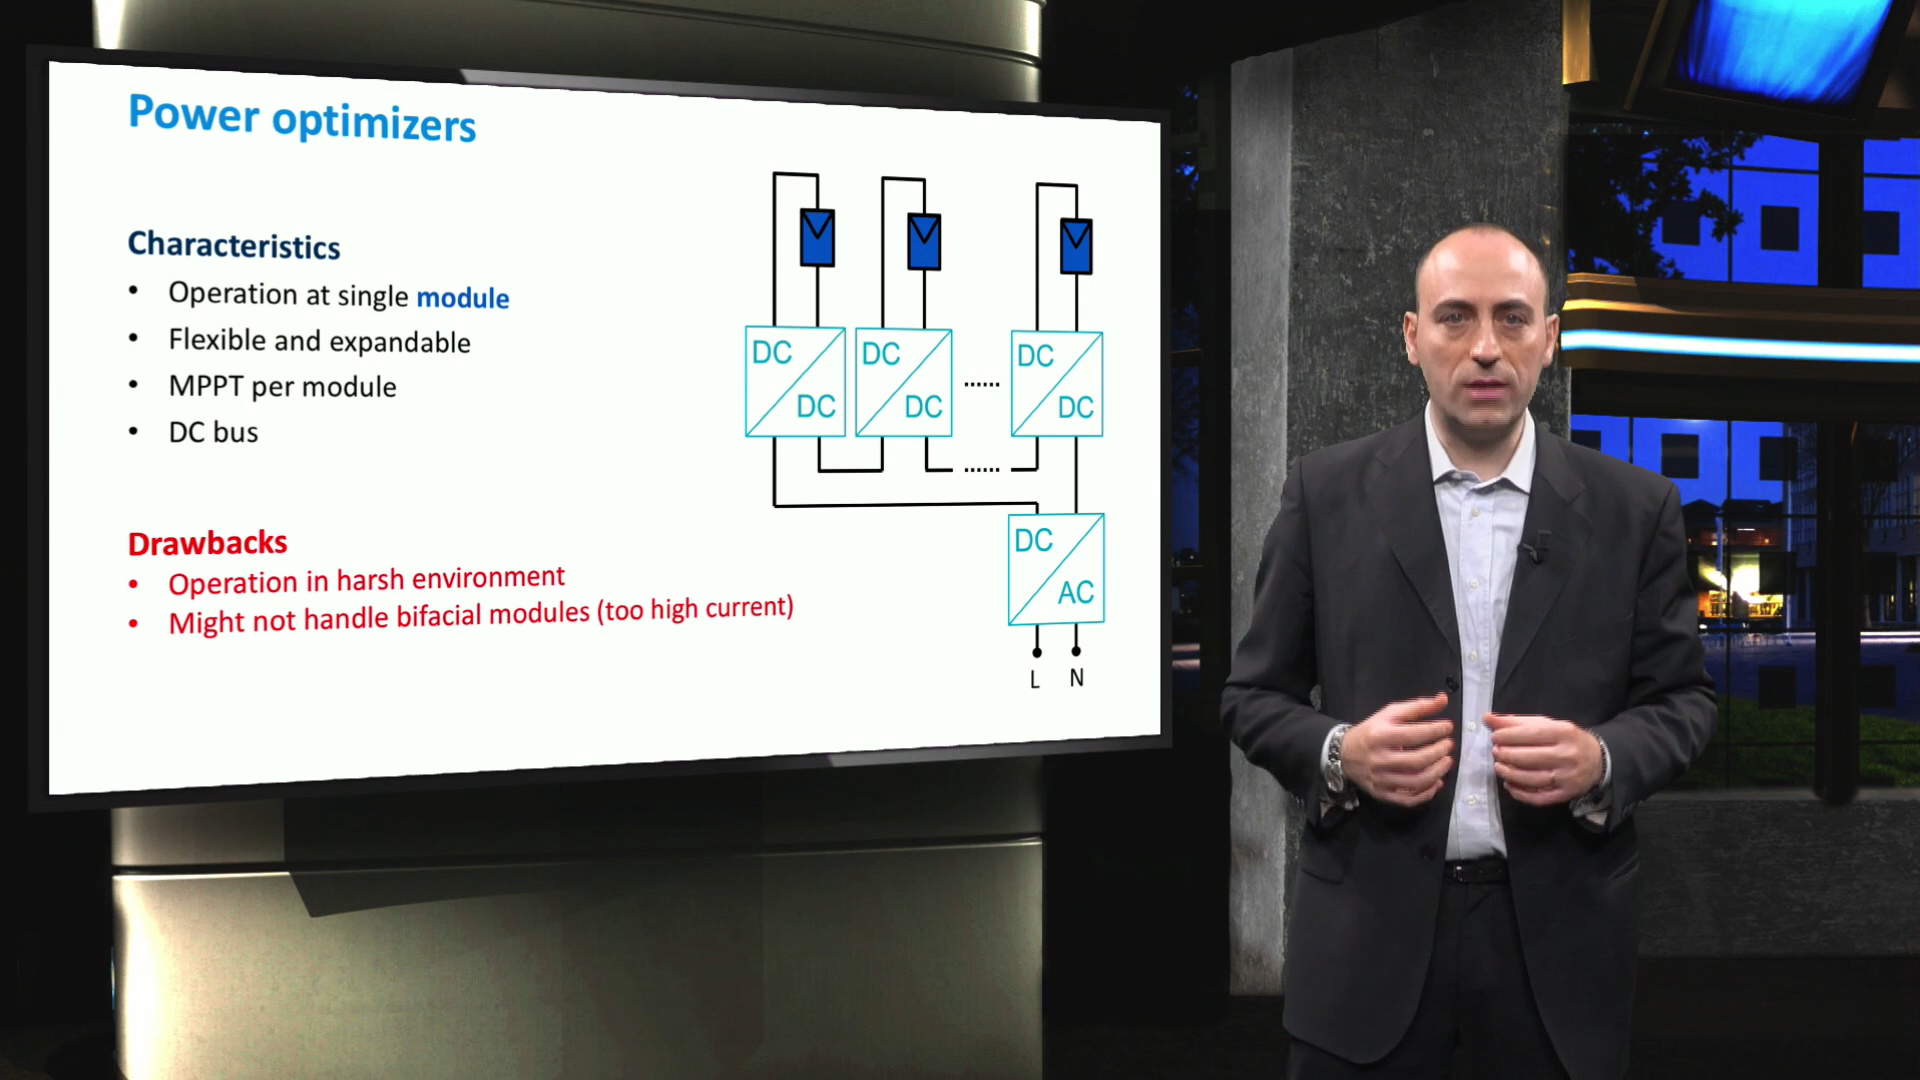 Power optimizers
Characteristics
• Operation at single module
• Flexible and expandable
• MPPT per module
• DC bus
Drawbacks
• Operation in harsh environment
• Might not handle bifacial modules (too high current)
DC
DC
DC
DC
......
DC
DC
......
DC
AC
L N